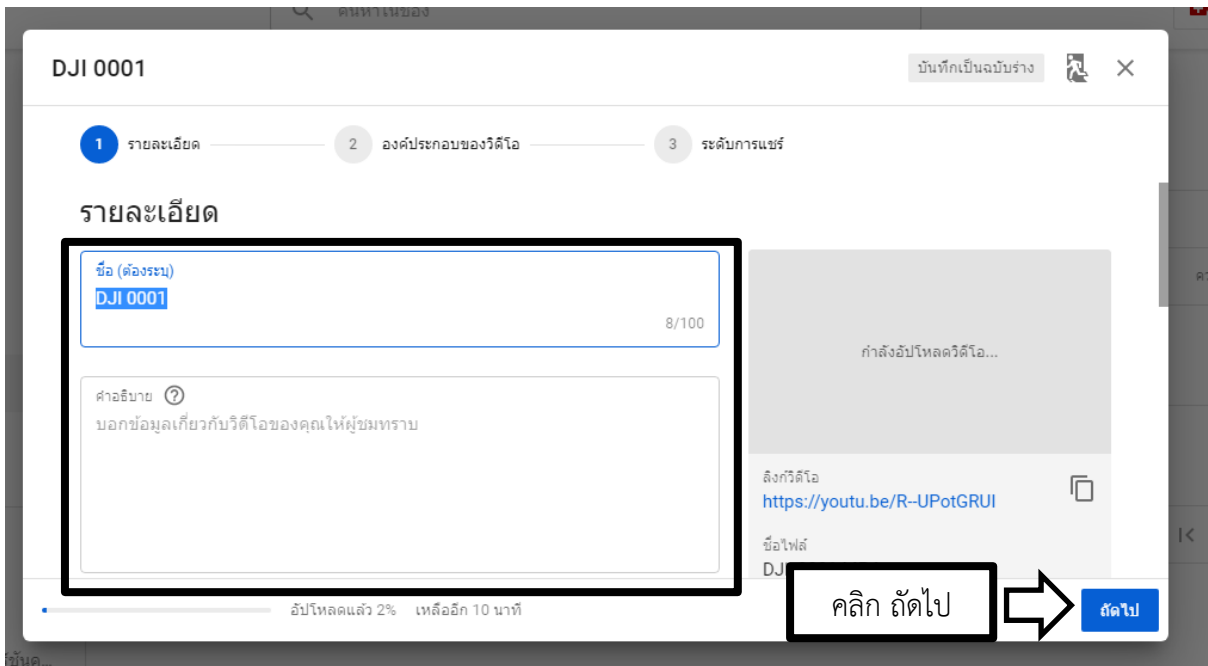 ค้นหาในช่อง
DJI 0001
บันทึกเป็นฉบับร่าง
1 รายละเอียด
2 องค์ประกอบของวิดีโอ
3 ระดับการแชร์
รายละเอียด
ชื่อ (ต้องระบุ)
DJI 0001
8/100
กำลังอัปโหลดวิดีโอ...
คำอธิบาย
บอกข้อมูลเกี่ยวกับวิดีโอของคุณให้ผู้ชมทราบ
ลิงก์วิดีโอ
https://youtu.be/R--UPotGRUI
ชื่อไฟล์
อัปโหลดแล้ว 2% เหลืออีก 10 นาที
คลิก ถัดไป
ถัดไป